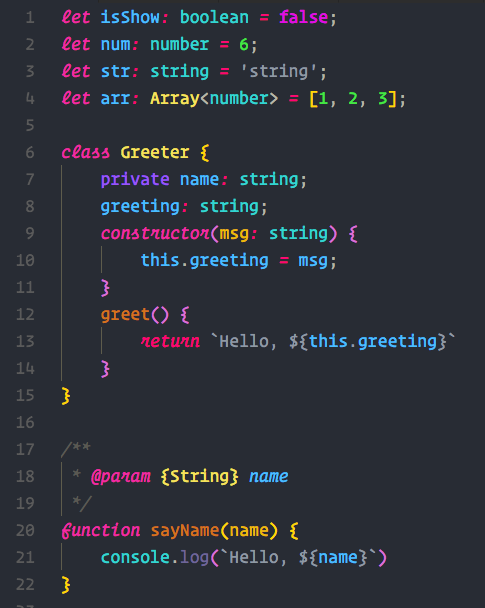 1 let isShow: boolean = false;
2 let num: number = 6;
3 let str: string = 'string';
4 let arr: Array<number> = [1, 2, 3];
5
6 class Greeter {
7     private name: string;
8     greeting: string;
9     constructor(msg: string) {
10         this.greeting = msg;
11     }
12     greet() {
13         return `Hello, ${this.greeting}`
14     }
15 }
16
17 /**
18  * @param {String} name
19  */
20 function sayName(name) {
21     console.log(`Hello, ${name}`)
22 }